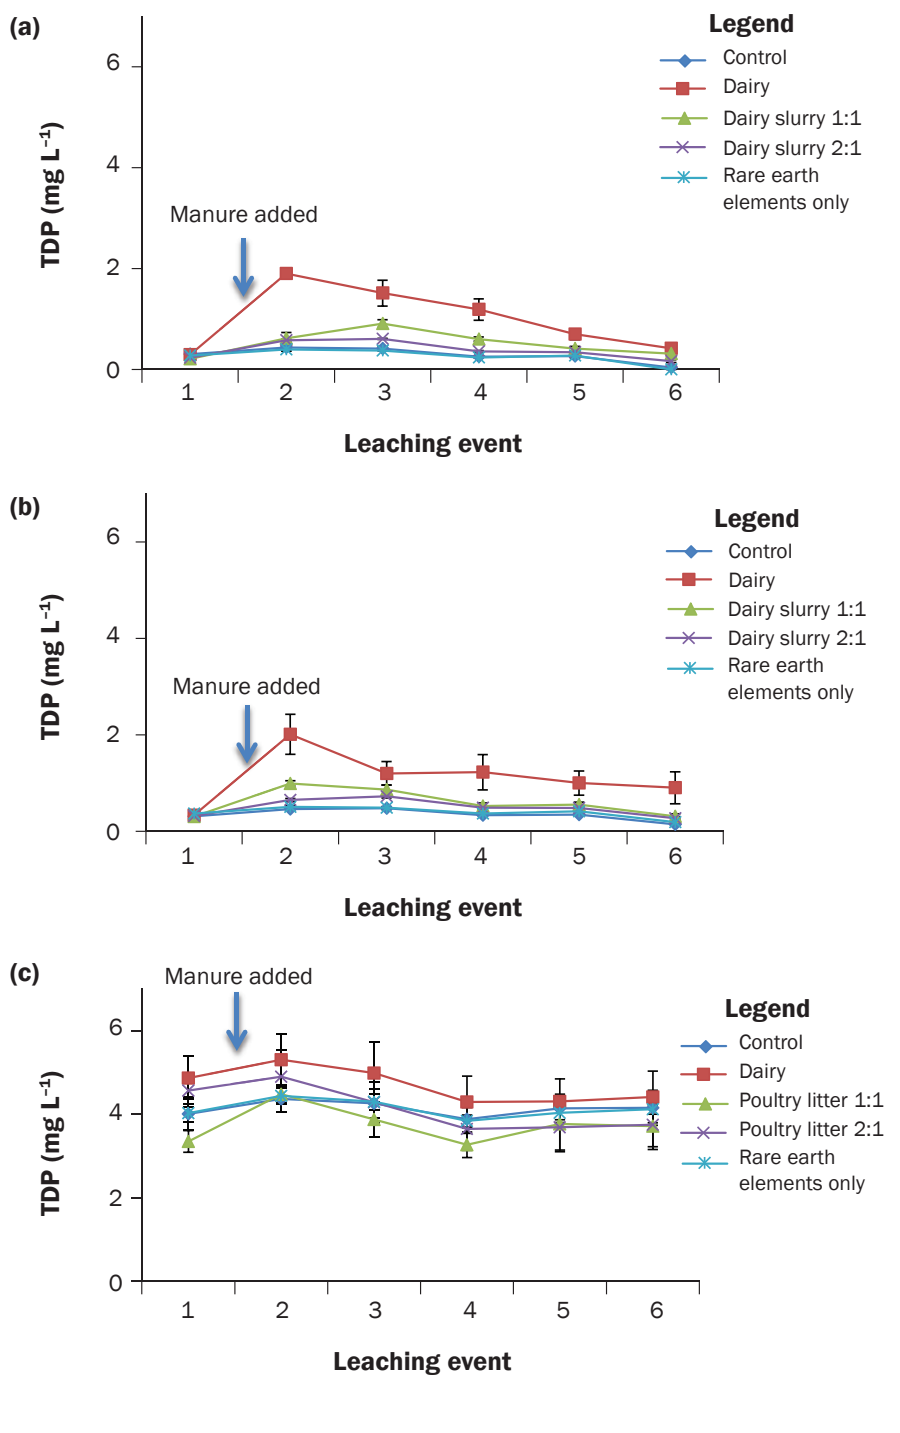 (a)
Legend
Control
Dairy
Dairy slurry 1:1
Dairy slurry 2:1
Rare earth
elements only
6
4
2
0
TDP (mg L⁻¹)
Manure added
1 2 3 4 5 6
Leaching event
(b)
Legend
Control
Dairy
Dairy slurry 1:1
Dairy slurry 2:1
Rare earth
elements only
6
4
2
0
TDP (mg L⁻¹)
Manure added
1 2 3 4 5 6
Leaching event
(c)
Manure added
Legend
Control
Dairy
Poultry litter 1:1
Poultry litter 2:1
Rare earth
elements only
6
4
2
0
TDP (mg L⁻¹)
1 2 3 4 5 6
Leaching event